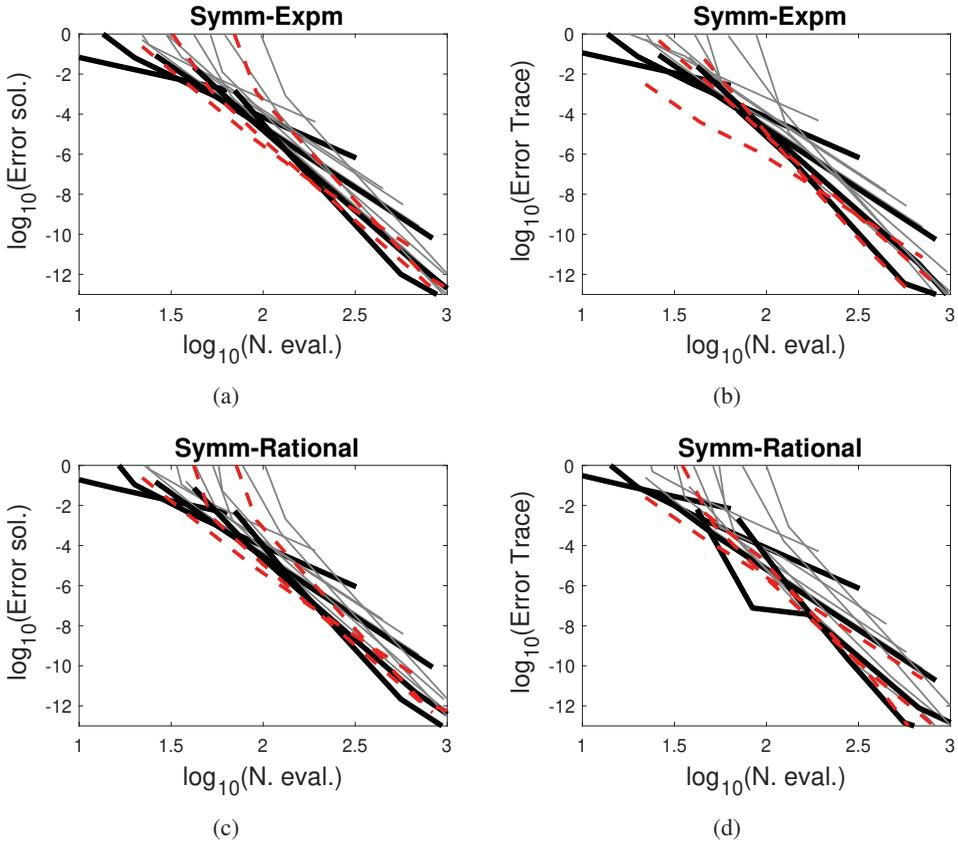 Symm-Expm
0
-2
-4
-6
-8
-10
-12
log10(Error sol.)
1 1.5 2 2.5 3
log10(N. eval.)
(a)
Symm-Expm
0
-2
-4
-6
-8
-10
-12
log10(Error Trace)
1 1.5 2 2.5 3
log10(N. eval.)
(b)
Symm-Rational
0
-2
-4
-6
-8
-10
-12
log10(Error sol.)
1 1.5 2 2.5 3
log10(N. eval.)
(c)
Symm-Rational
0
-2
-4
-6
-8
-10
-12
log10(Error Trace)
1 1.5 2 2.5 3
log10(N. eval.)
(d)